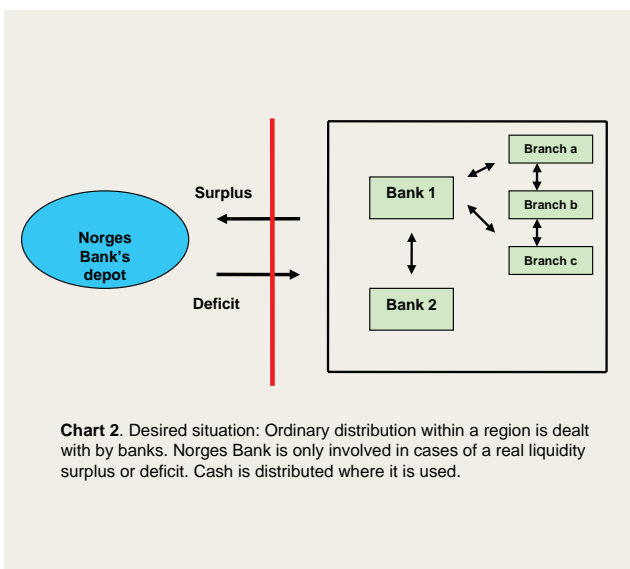 Branch a
Surplus
Bank 1
Branch b
Norges
Bank's
depot
Branch c
Deficit
Bank 2
Chart 2. Desired situation: Ordinary distribution within a region is dealt
with by banks. Norges Bank is only involved in cases of a real liquidity
surplus or deficit. Cash is distributed where it is used.